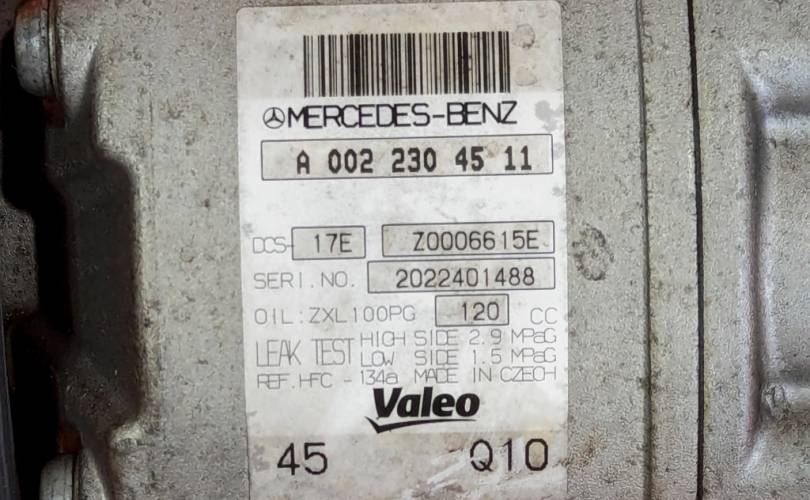 MERCEDES-BENZ
A 002 230 45 11
DCS- 17E Z0006615E
SERI.NO. 2022401488
OIL:ZXL100PG 120 CC
LEAK TEST HIGH SIDE 2.9 MPaG
LOW SIDE 1.5 MPaG
REF.HFC - 134a MADE IN CZECH
Valeo
45 Q10